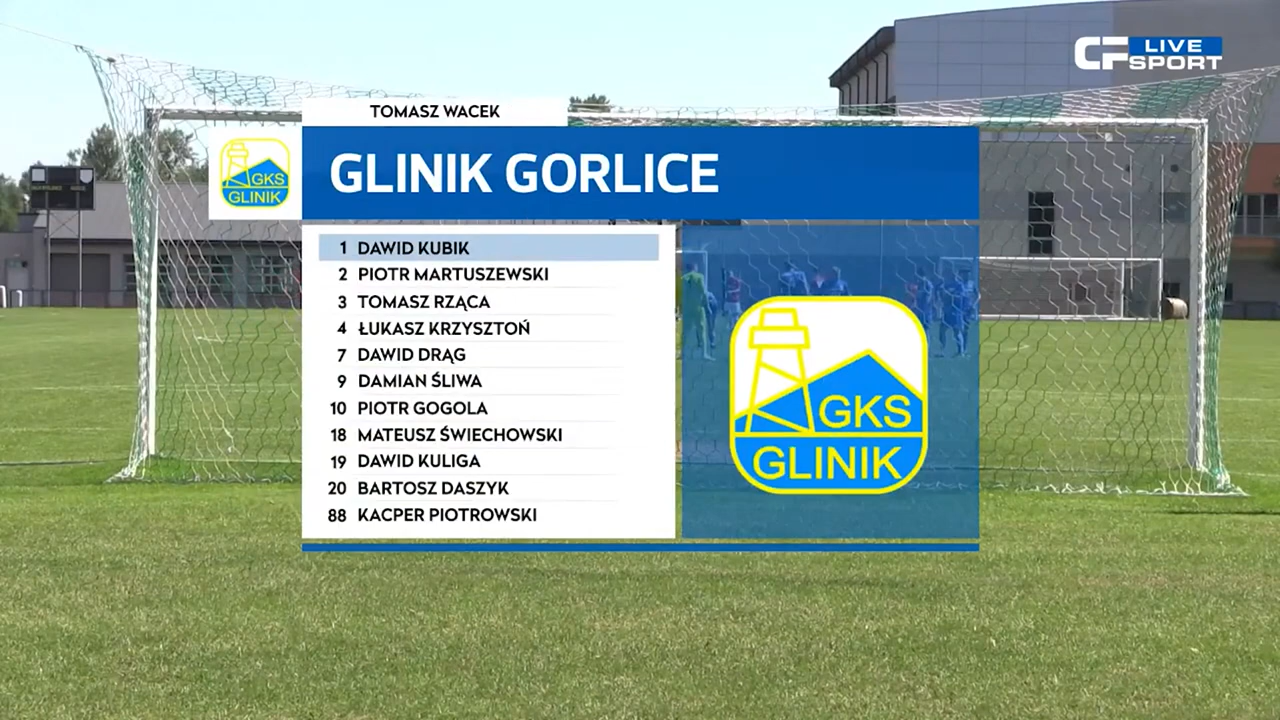 CF LIVE SPORT
TOMASZ WACEK
GKS
GLINIK
GLINIK GORLICE
1 DAWID KUBIK
2 PIOTR MARTUSZEWSKI
3 TOMASZ RZĄCA
4 ŁUKASZ KRZYSZTOŃ
7 DAWID DRĄG
9 DAMIAN ŚLIWA
10 PIOTR GOGOLA
18 MATEUSZ ŚWIECHOWSKI
19 DAWID KULIGA
20 BARTOSZ DASZYK
88 KACPER PIOTROWSKI
GKS
GLINIK